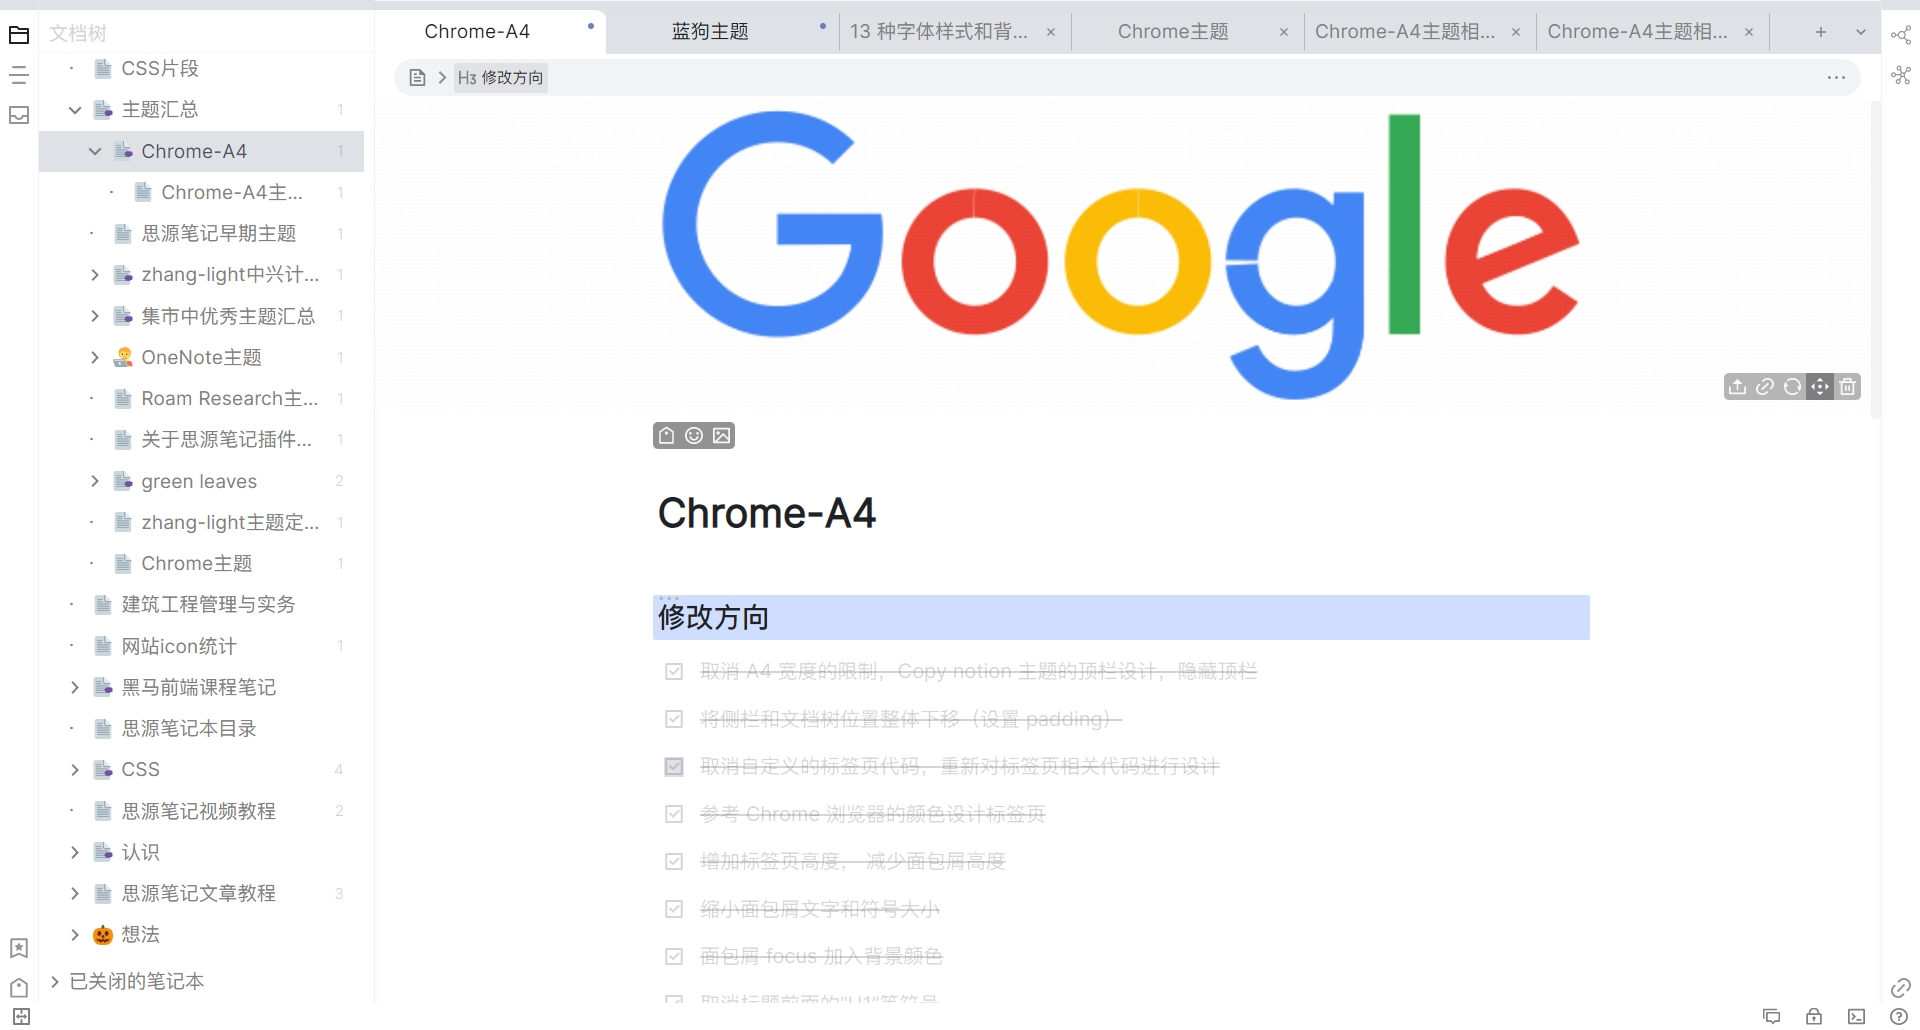 文档树
CSS片段
主题汇总 1
Chrome-A4 1
Chrome-A4主... 1
思源笔记早期主题 1
zhang-light中兴计... 1
集市中优秀主题汇总 1
OneNote主题 1
Roam Research主... 1
关于思源笔记插件... 1
green leaves 2
zhang-light主题定... 1
Chrome主题 1
建筑工程管理与实务
网站icon统计 1
黑马前端课程笔记
思源笔记本目录
CSS 4
思源笔记视频教程 2
认识
思源笔记文章教程 3
想法
已关闭的笔记本
Chrome-A4
蓝狗主题
13 种字体样式和背...
Chrome主题
Chrome-A4主题相...
Chrome-A4主题相...
H3 修改方向
Google
Chrome-A4
修改方向
取消 A4 宽度的限制，Copy notion 主题的顶栏设计，隐藏顶栏
将侧栏和文档树位置整体下移（设置 padding）
取消自定义的标签页代码，重新对标签页相关代码进行设计
参考 Chrome 浏览器的颜色设计标签页
增加标签页高度， 减少面包屑高度
缩小面包屑文字和符号大小
面包屑 focus 加入背景颜色
取消标题前面的“H1”等符号